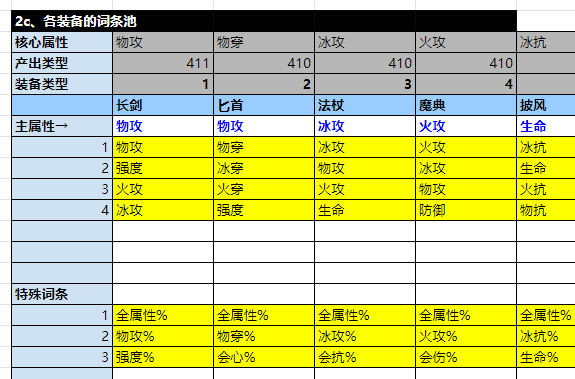 2c、各装备的词条池
核心属性 物攻 物穿 冰攻 火攻 冰抗
产出类型 411 410 410 410
装备类型 1 2 3 4
长剑 匕首 法杖 魔典 披风
主属性→ 物攻 物攻 冰攻 火攻 生命
1 物攻 物穿 冰攻 火攻 冰抗
2 强度 冰穿 物攻 冰攻 生命
3 火攻 火穿 火攻 物攻 火抗
4 冰攻 强度 生命 防御 物抗
特殊词条
1 全属性% 全属性% 全属性% 全属性% 全属性%
2 物攻% 物穿% 冰攻% 火攻% 冰抗%
3 强度% 会心% 会抗% 会伤% 生命%